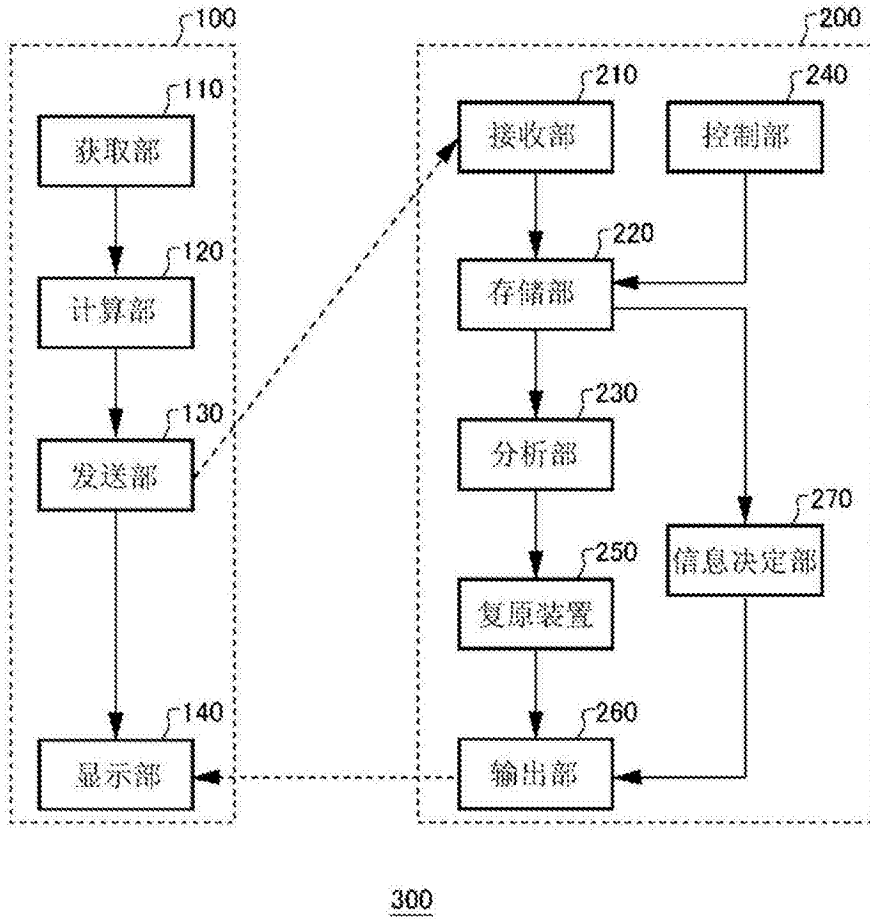 100
110
获取部
120
计算部
130
发送部
140
显示部
200
210
接收部
240
控制部
220
存储部
230
分析部
270
信息决定部
250
复原装置
260
输出部
300